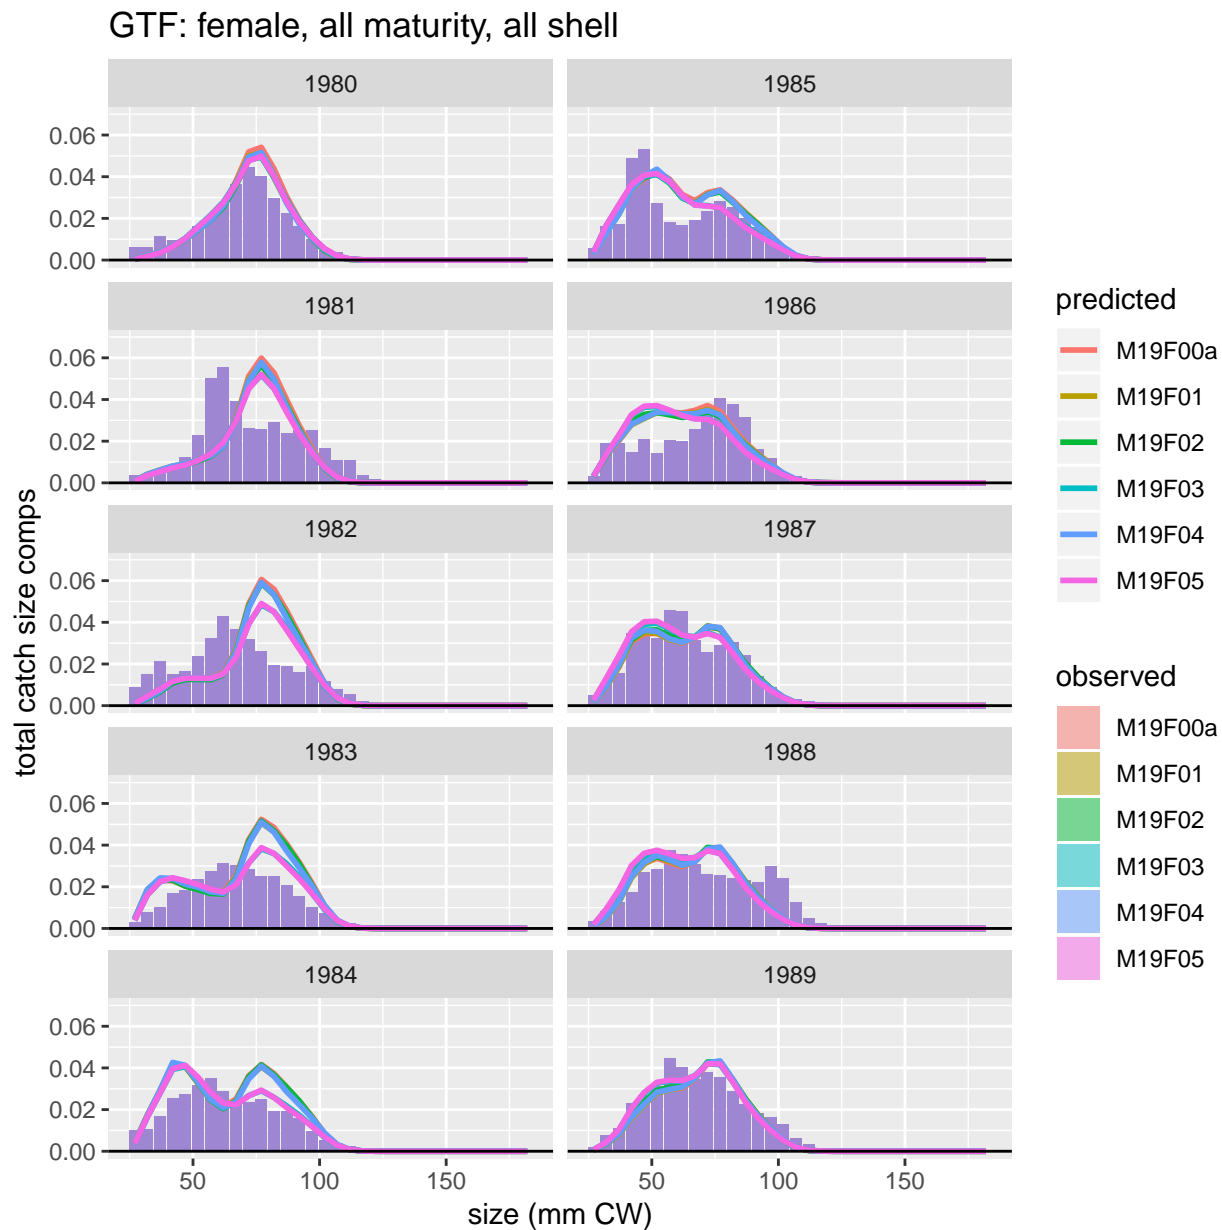 GTF: female, all maturity, all shell
1980
1985
0.06
0.04
0.02
0.00
1981
1986
0.06
0.04
0.02
0.00
1982
1987
0.06
0.04
0.02
0.00
1983
1988
0.06
0.04
0.02
0.00
1984
1989
0.06
0.04
0.02
0.00
50
100
150
50
100
150
size (mm CW)
total catch size comps
predicted
M19F00a
M19F01
M19F02
M19F03
M19F04
M19F05
observed
M19F00a
M19F01
M19F02
M19F03
M19F04
M19F05